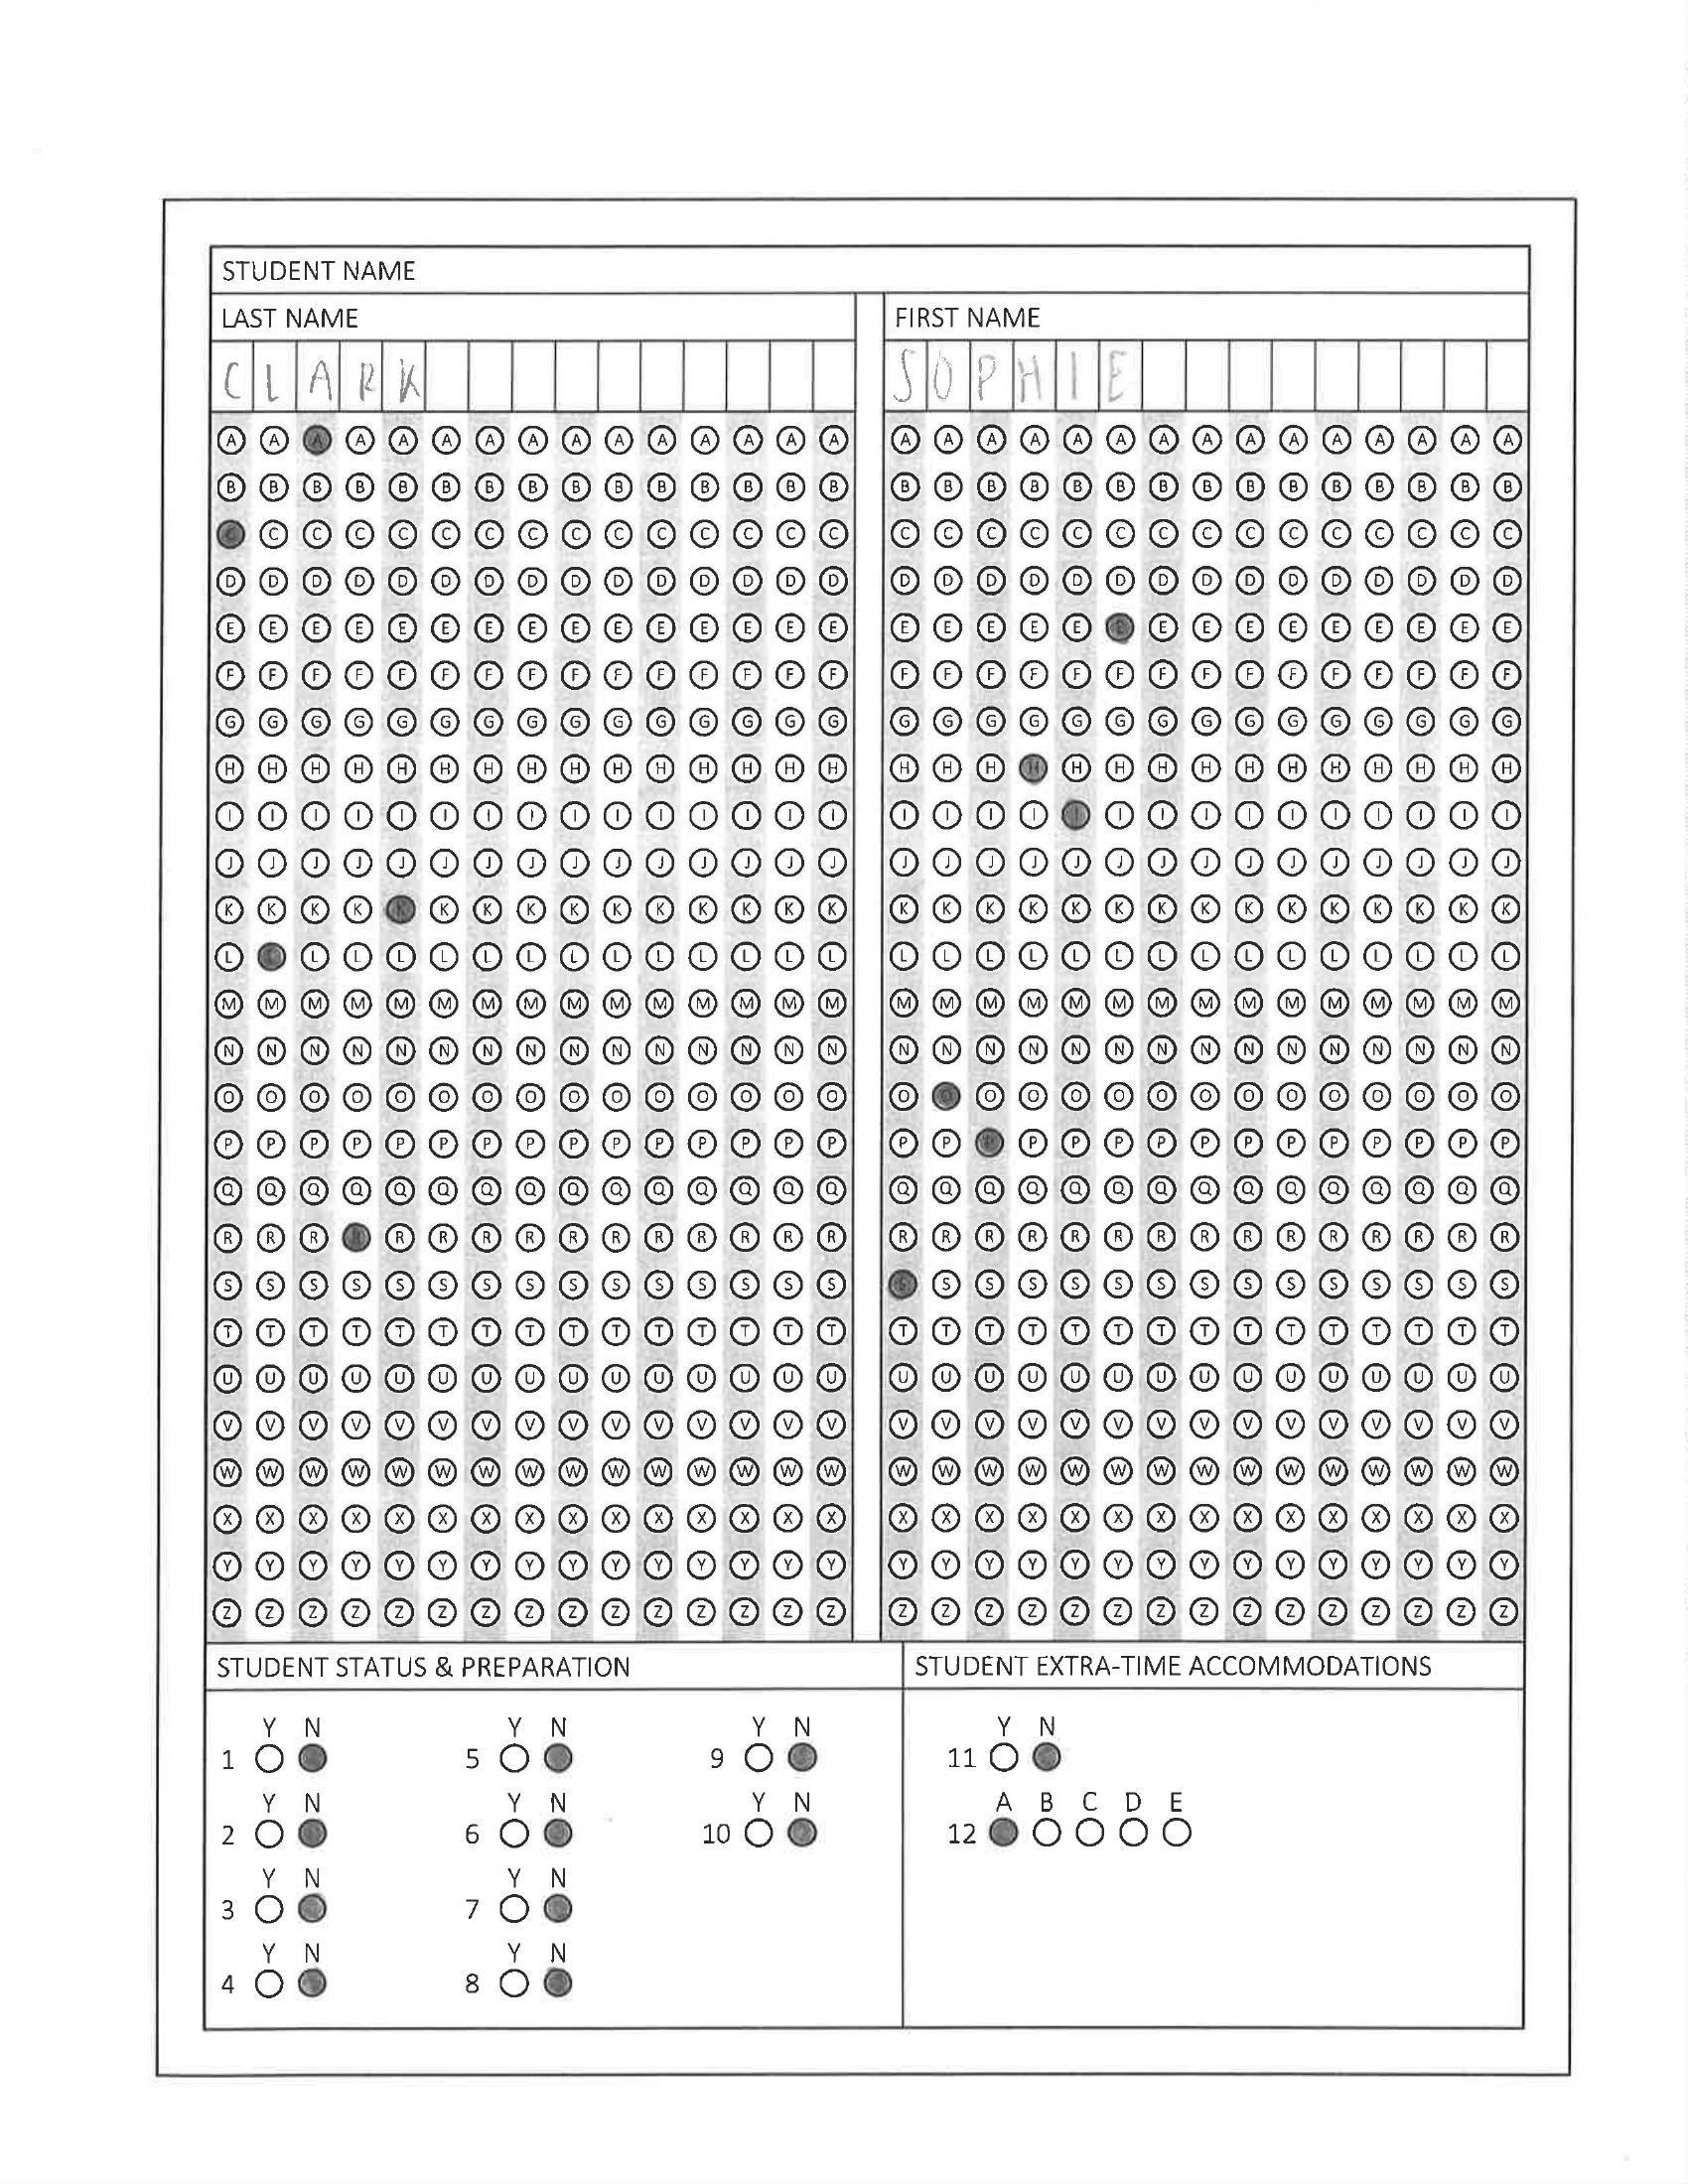 STUDENT NAME
LAST NAME FIRST NAME
C L A R K S O P H I E
A A A A A A A A A A A A A A A A A A A A A A A A A A A A A A
B B B B B B B B B B B B B B B B B B B B B B B B B B B B B B
C C C C C C C C C C C C C C C C C C C C C C C C C C C C C C
D D D D D D D D D D D D D D D D D D D D D D D D D D D D D D
E E E E E E E E E E E E E E E E E E E E E E E E E E E E E E
F F F F F F F F F F F F F F F F F F F F F F F F F F F F F F
G G G G G G G G G G G G G G G G G G G G G G G G G G G G G G
H H H H H H H H H H H H H H H H H H H H H H H H H H H H H H
I I I I I I I I I I I I I I I I I I I I I I I I I I I I I I
J J J J J J J J J J J J J J J J J J J J J J J J J J J J J J
K K K K K K K K K K K K K K K K K K K K K K K K K K K K K K
L L L L L L L L L L L L L L L L L L L L L L L L L L L L L L
M M M M M M M M M M M M M M M M M M M M M M M M M M M M M M
N N N N N N N N N N N N N N N N N N N N N N N N N N N N N N
O O O O O O O O O O O O O O O O O O O O O O O O O O O O O O
P P P P P P P P P P P P P P P P P P P P P P P P P P P P P P
Q Q Q Q Q Q Q Q Q Q Q Q Q Q Q Q Q Q Q Q Q Q Q Q Q Q Q Q Q Q
R R R R R R R R R R R R R R R R R R R R R R R R R R R R R R
S S S S S S S S S S S S S S S S S S S S S S S S S S S S S S
T T T T T T T T T T T T T T T T T T T T T T T T T T T T T T
U U U U U U U U U U U U U U U U U U U U U U U U U U U U U U
V V V V V V V V V V V V V V V V V V V V V V V V V V V V V V
W W W W W W W W W W W W W W W W W W W W W W W W W W W W W W
X X X X X X X X X X X X X X X X X X X X X X X X X X X X X X
Y Y Y Y Y Y Y Y Y Y Y Y Y Y Y Y Y Y Y Y Y Y Y Y Y Y Y Y Y Y
Z Z Z Z Z Z Z Z Z Z Z Z Z Z Z Z Z Z Z Z Z Z Z Z Z Z Z Z Z Z
STUDENT STATUS & PREPARATION STUDENT EXTRA-TIME ACCOMMODATIONS
Y N Y N Y N Y N
1 5 9 11
Y N Y N Y N A B C D E
2 6 10 12
Y N Y N
3 7
Y N Y N
4 8